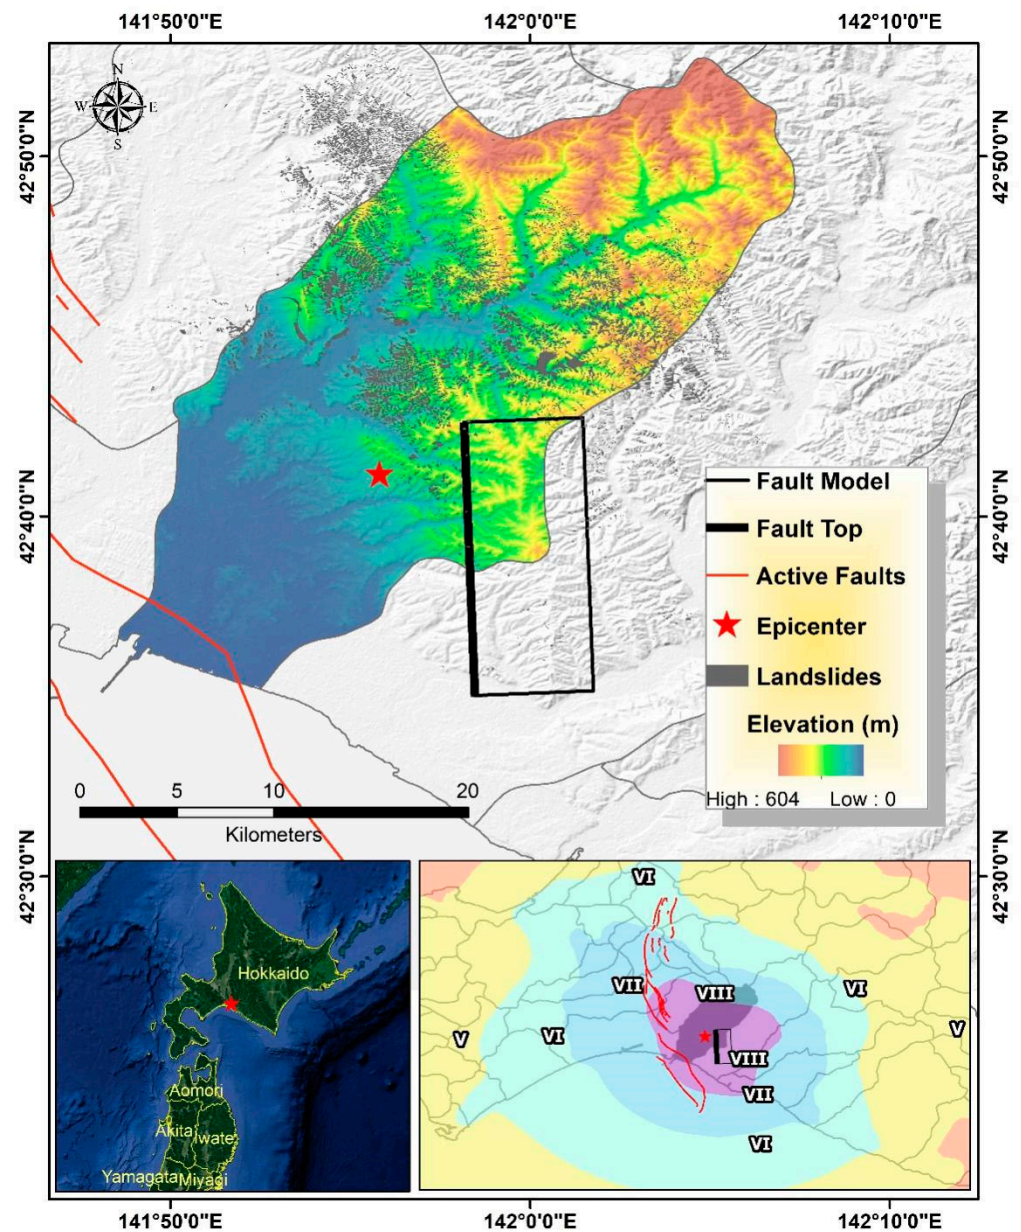 141°50'0"E
142°0'0"E
142°10'0"E
N
W
E
S
42°50'0"N
42°50'0"N
42°40'0"N
42°40'0"N
42°30'0"N
42°30'0"N
Fault Model
Fault Top
Active Faults
Epicenter
Landslides
Elevation (m)
High : 604
Low : 0
0
5
10
20
Kilometers
Hokkaido
Aomori
Akita
Iwate
Yamagata
Miyagi
VI
VII
VIII
VI
V
VI
V
VIII
VII
VI
141°50'0"E
142°0'0"E
142°10'0"E